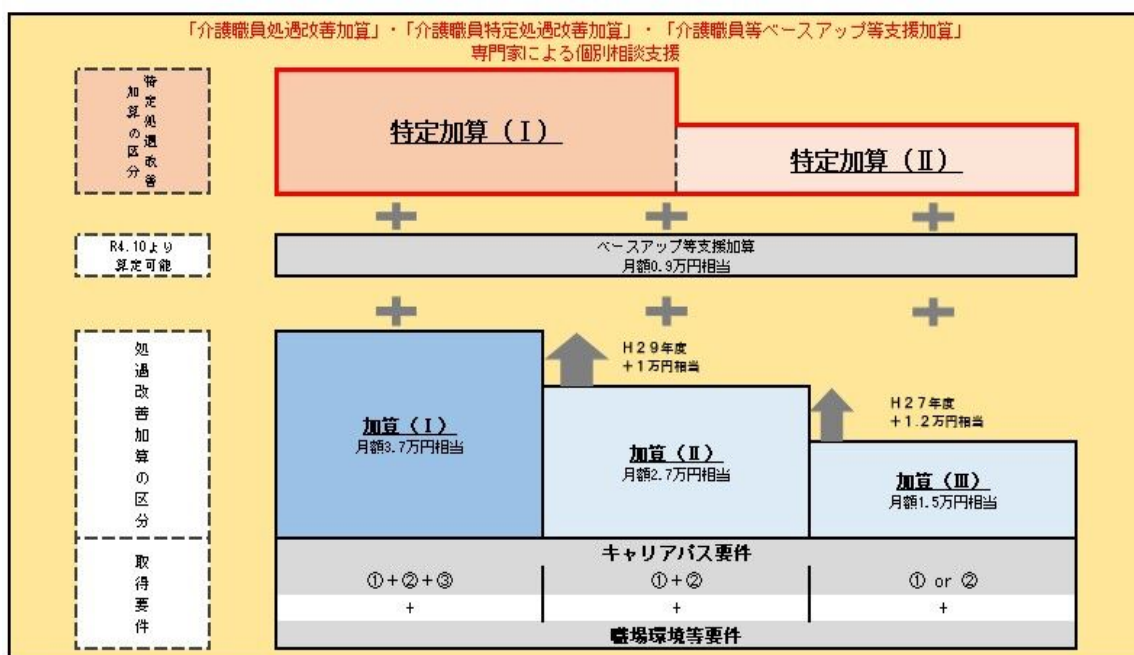 「介護職員処遇改善加算」・「介護職員特定処遇改善加算」・「介護職員等ベースアップ等支援加算」
専門家による個別相談支援
特定処遇改善
加算の区分
特定加算（Ⅰ）
特定加算（Ⅱ）
+ + +
R4.10より
算定可能
ベースアップ等支援加算
月額0.9万円相当
+ + +
処遇改善加算の区分
加算（Ⅰ）
月額3.7万円相当
H29年度
+1万円相当
加算（Ⅱ）
月額2.7万円相当
H27年度
+1.2万円相当
加算（Ⅲ）
月額1.5万円相当
取得要件
キャリアパス要件
①+②+③ ①+② ① or ②
+ + +
職場環境等要件